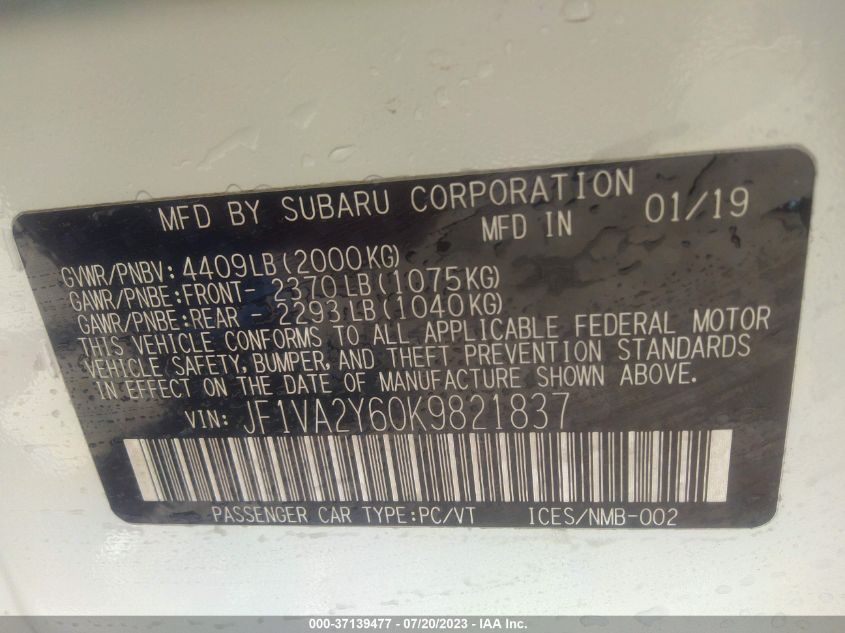 MFD BY SUBARU CORPORATION
MFD IN 01/19
GVWR/PNBV:4409LB(2000KG)
GAWR/PNBE:FRONT- 2370LB(1075KG)
GAWR/PNBE:REAR - 2293LB(1040KG)
THIS VEHICLE CONFORMS TO ALL APPLICABLE FEDERAL MOTOR
VEHICLE SAFETY, BUMPER, AND THEFT PREVENTION STANDARDS
IN EFFECT ON THE DATE OF MANUFACTURE SHOWN ABOVE.
VIN: JF1VA2Y60K9821837
PASSENGER CAR TYPE:PC/VT ICES/NMB-002
000-37139477 - 07/20/2023 - IAA Inc.